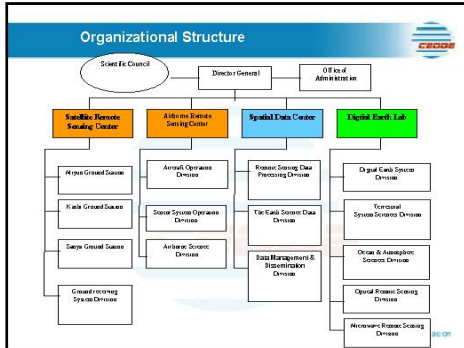 Organizational Structure
CEODE
Scientific Council
Director General
Office of
Administration
Satellite Remote
Sensing Center
Airborne Remote
Sensing Center
Spatial Data Center
Digital Earth Lab
Miyun Ground Station
Kashi Ground Station
Sanya Ground Station
Ground receiving
System Division
Aircraft Operation
Division
Sensor System Operation
Division
Airborne Science
Division
Remote Sensing Data
Processing Division
The Earth Science Data
Division
Data Management &
Dissemination
Division
Digital Earth System
Division
Terrestrial
System Sciences Division
Ocean & Atmosphere
Sciences Division
Optical Remote Sensing
Division
Microwave Remote Sensing
Division
ac.cn